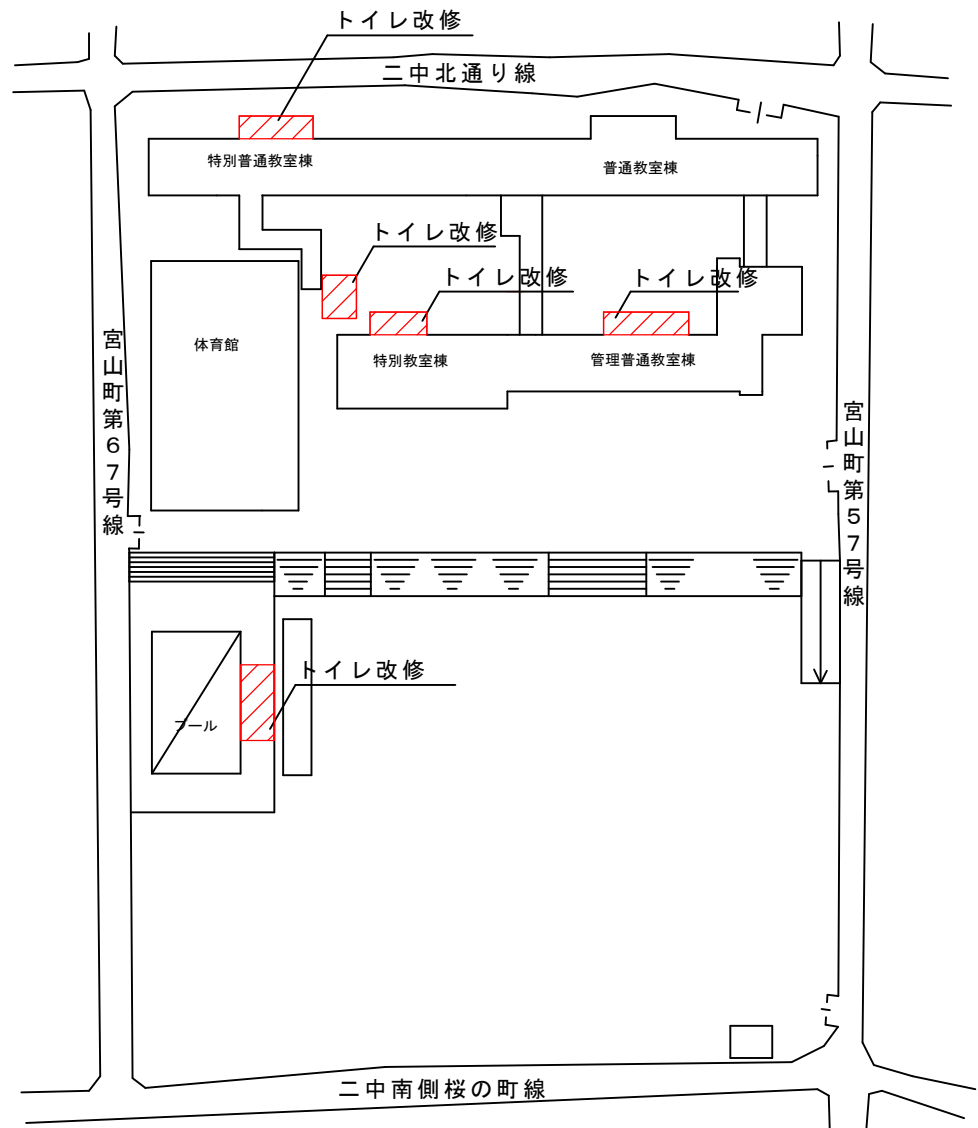 トイレ改修
二中北通り線
特別普通教室棟
普通教室棟
トイレ改修
トイレ改修
トイレ改修
体育館
特別教室棟
管理普通教室棟
宮山町第67号線
宮山町第57号線
トイレ改修
プール
二中南側桜の町線